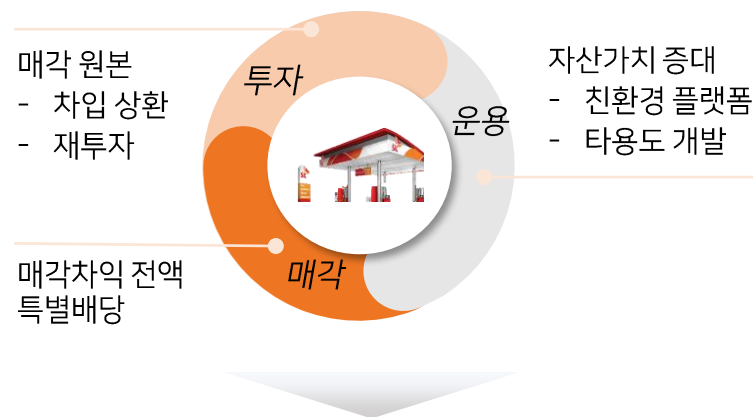 매각 원본
- 차입 상환
- 재투자
투자
운용
자산가치 증대
- 친환경 플랫폼
- 타용도 개발
매각
매각차익 전액
특별배당